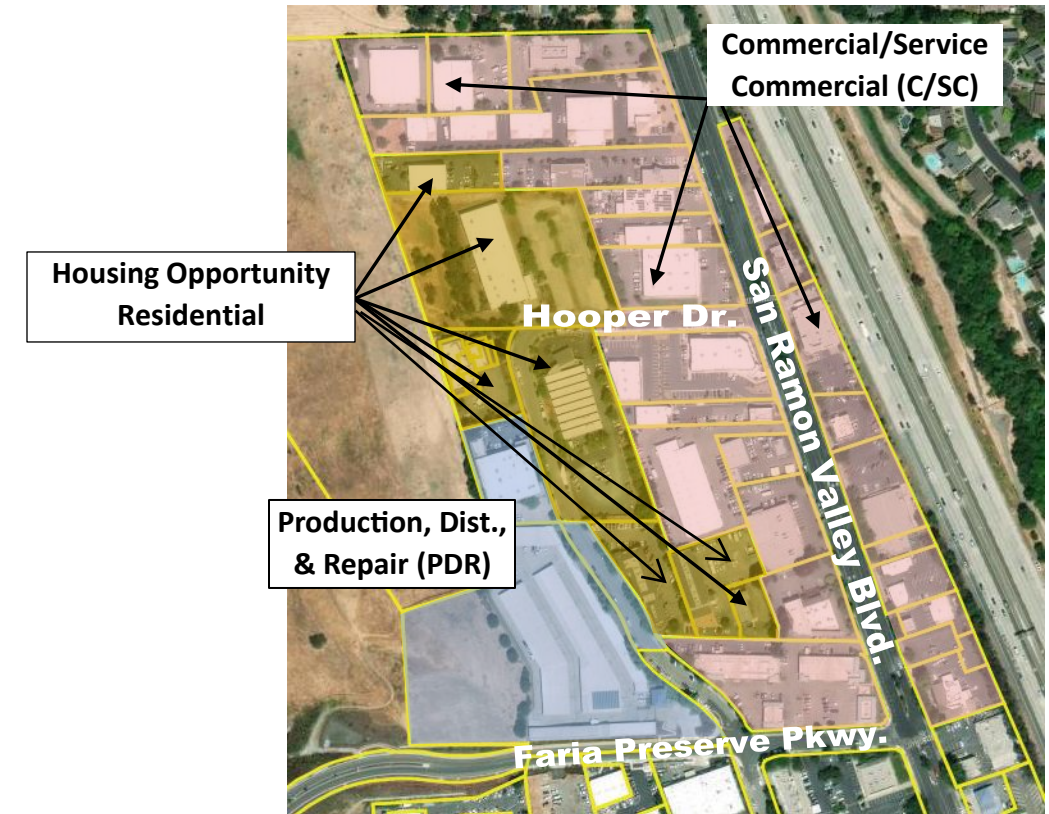 Commercial/Service
Commercial (C/SC)
Housing Opportunity
Residential
Hooper Dr.
San Ramon Valley Blvd.
Production, Dist.,
& Repair (PDR)
Faria Preserve Pkwy.